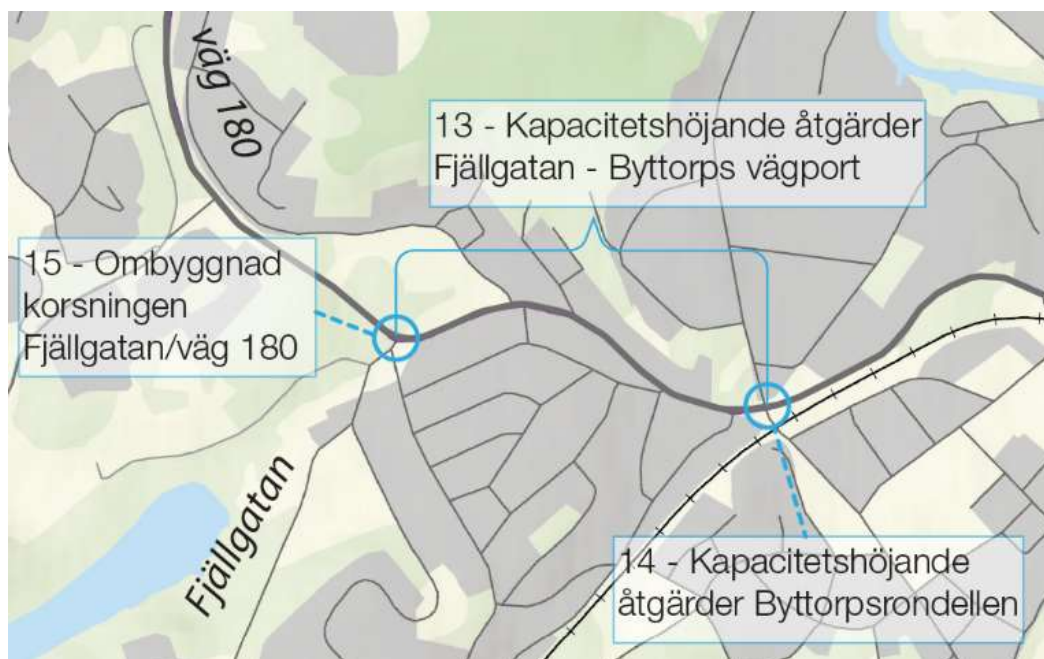 väg 180
13 - Kapacitetshöjande åtgärder
Fjällgatan - Byttorps vägport
15 - Ombyggnad
korsningen
Fjällgatan/väg 180
Fjällgatan
14 - Kapacitetshöjande
åtgärder Byttorpsrondellen